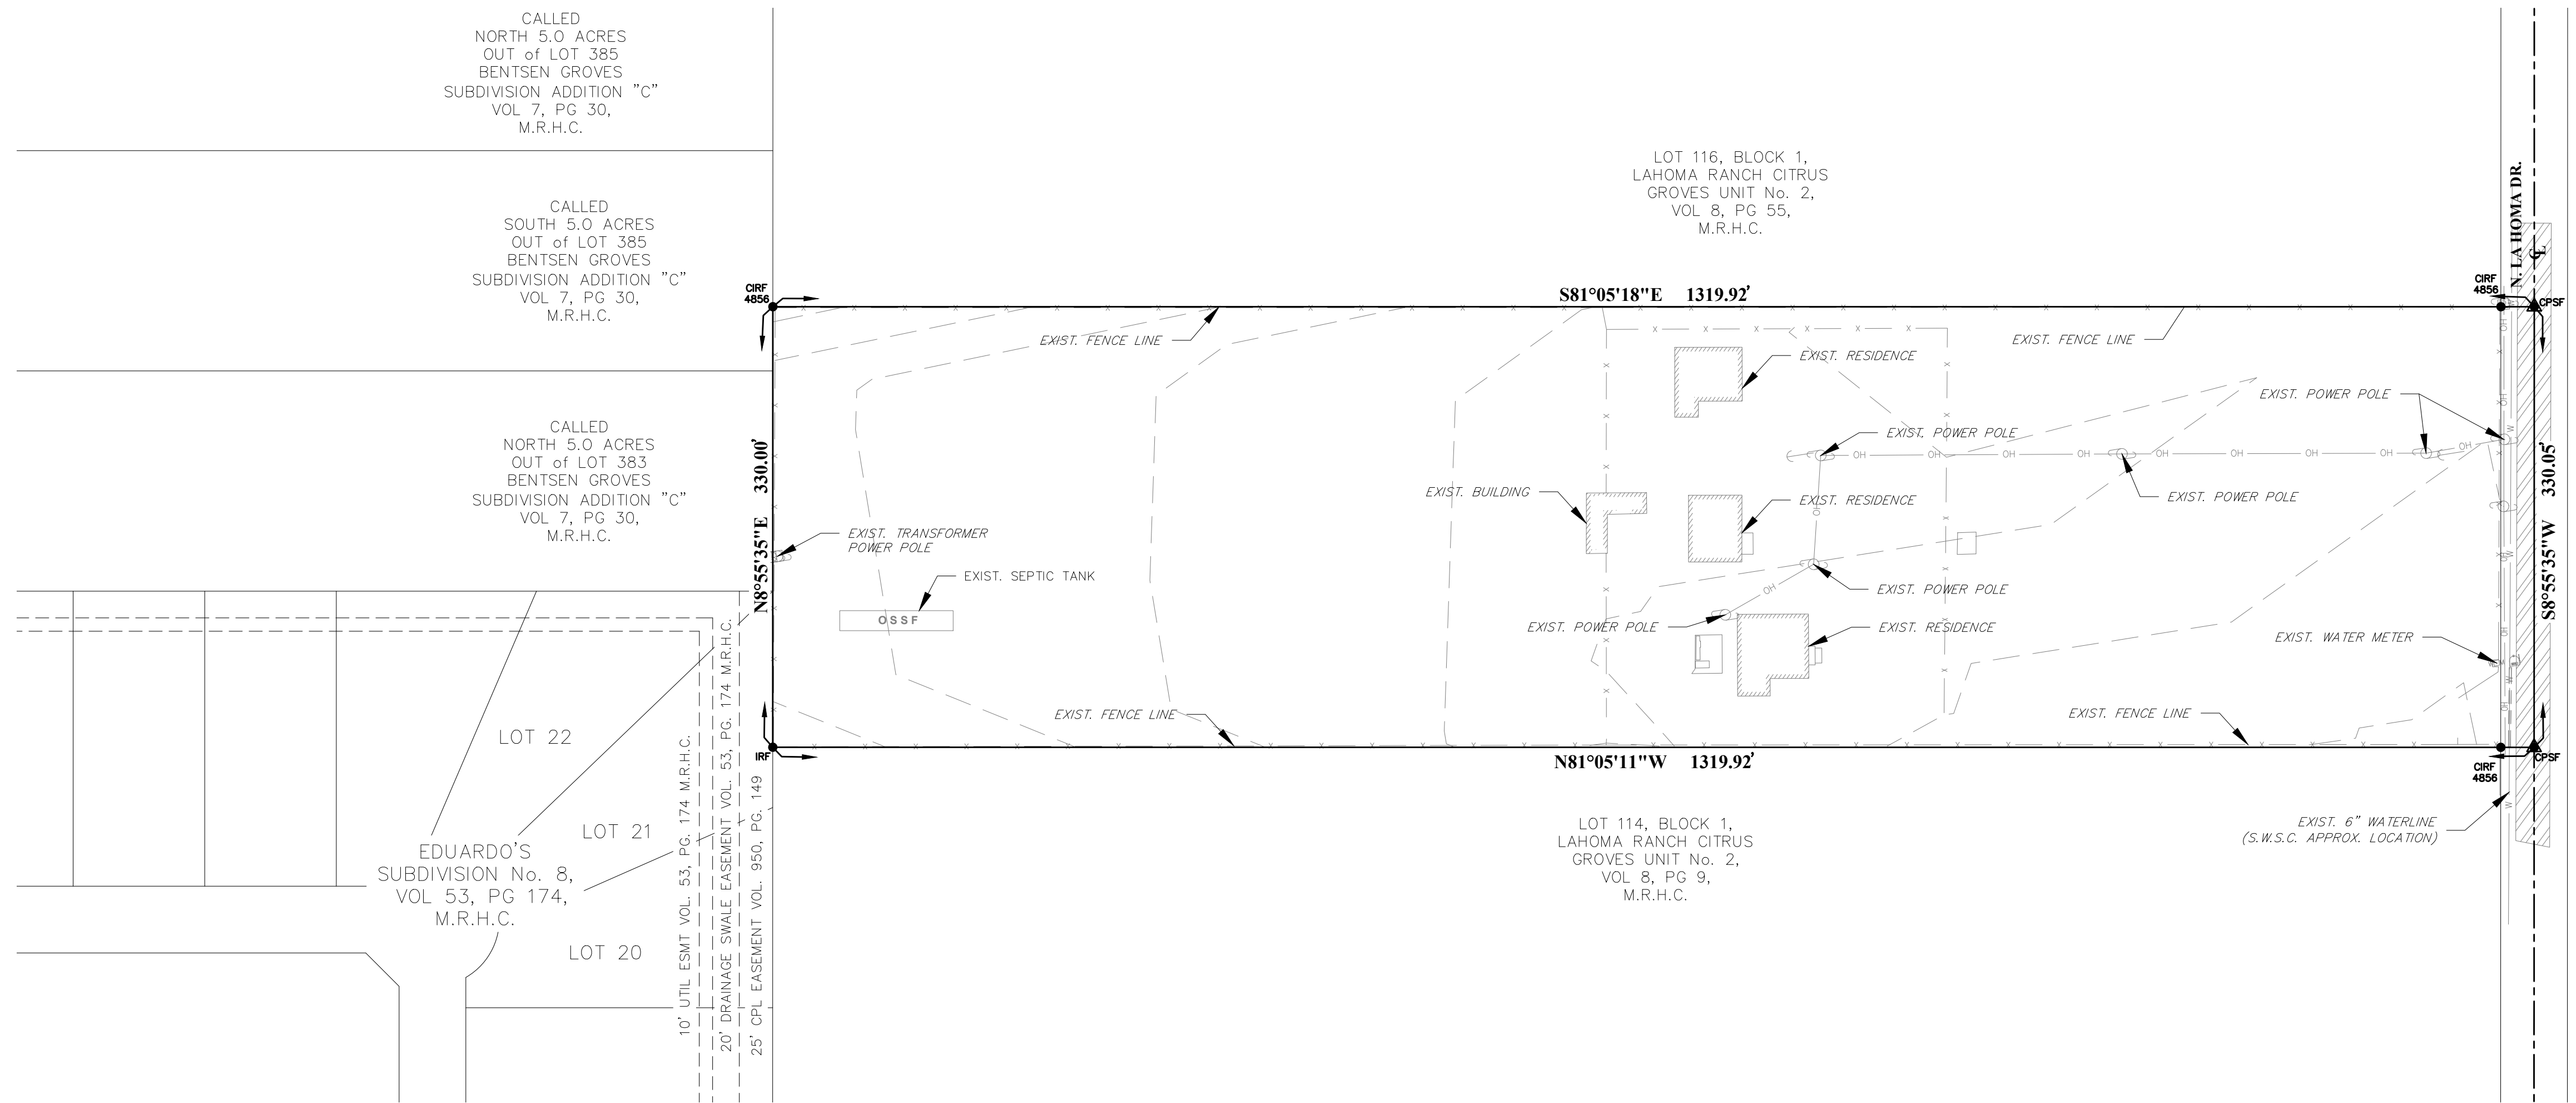 CALLED
NORTH 5.0 ACRES
OUT of LOT 385
BENTSEN GROVES
SUBDIVISION ADDITION "C"
VOL 7, PG 30,
M.R.H.C.
CALLED
SOUTH 5.0 ACRES
OUT of LOT 385
BENTSEN GROVES
SUBDIVISION ADDITION "C"
VOL 7, PG 30,
M.R.H.C.
CALLED
NORTH 5.0 ACRES
OUT of LOT 383
BENTSEN GROVES
SUBDIVISION ADDITION "C"
VOL 7, PG 30,
M.R.H.C.
LOT 116, BLOCK 1,
LAHOMA RANCH CITRUS
GROVES UNIT No. 2,
VOL 8, PG 55,
M.R.H.C.
N. LA HOMA DR.
CIRF
4856
S81°05'18"E 1319.92'
CIRF
4856
CPSF
EXIST. FENCE LINE
EXIST. FENCE LINE
EXIST. RESIDENCE
EXIST. POWER POLE
EXIST. POWER POLE
EXIST. POWER POLE
EXIST. BUILDING
EXIST. RESIDENCE
N8°55'35"E 330.00'
S8°55'35"W 330.05'
EXIST. TRANSFORMER
POWER POLE
EXIST. SEPTIC TANK
OSSF
EXIST. POWER POLE
EXIST. POWER POLE
EXIST. RESIDENCE
EXIST. WATER METER
EXIST. FENCE LINE
EXIST. FENCE LINE
IRF
N81°05'11"W 1319.92'
CIRF
4856
CPSF
LOT 22
LOT 21
EDUARDO'S
SUBDIVISION No. 8,
VOL 53, PG 174,
M.R.H.C.
LOT 20
10' UTIL ESMT VOL. 53, PG. 174 M.R.H.C.
20' DRAINAGE SWALE EASEMENT VOL. 53, PG. 174 M.R.H.C.
25' CPL EASEMENT VOL. 950, PG. 149
LOT 114, BLOCK 1,
LAHOMA RANCH CITRUS
GROVES UNIT No. 2,
VOL 8, PG 9,
M.R.H.C.
EXIST. 6" WATERLINE
(S.W.S.C. APPROX. LOCATION)